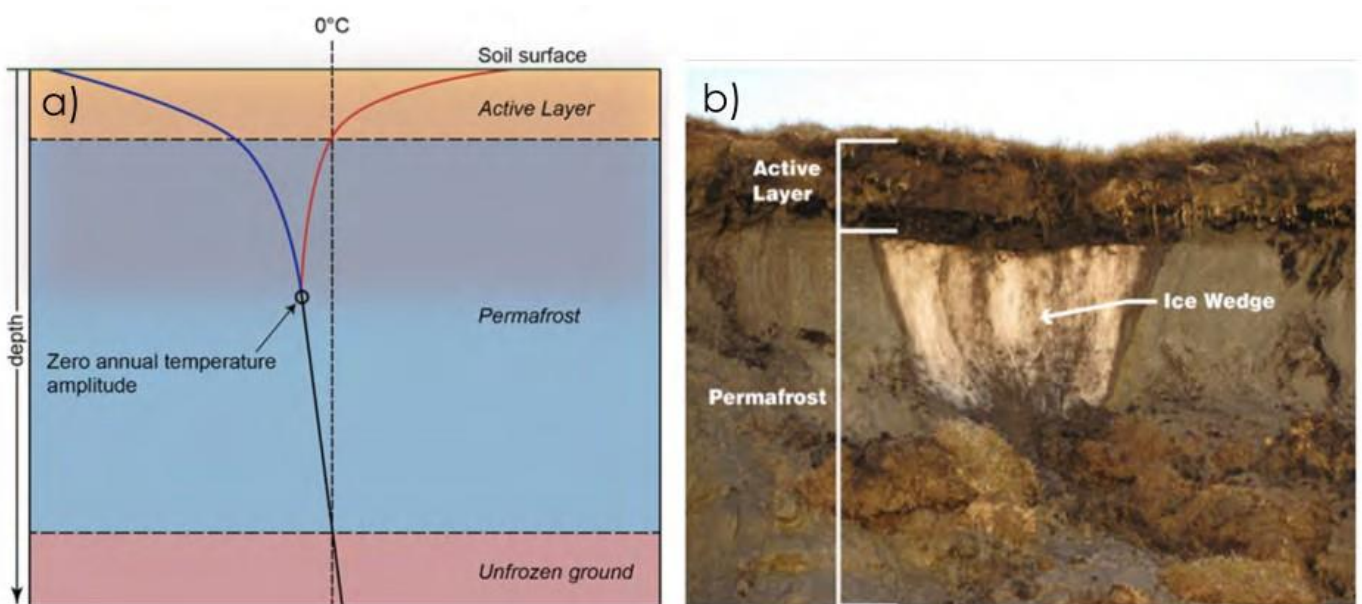 0°C
Soil surface
a)
Active Layer
depth
Permafrost
Zero annual temperature
amplitude
Unfrozen ground
b)
Active
Layer
Ice Wedge
Permafrost